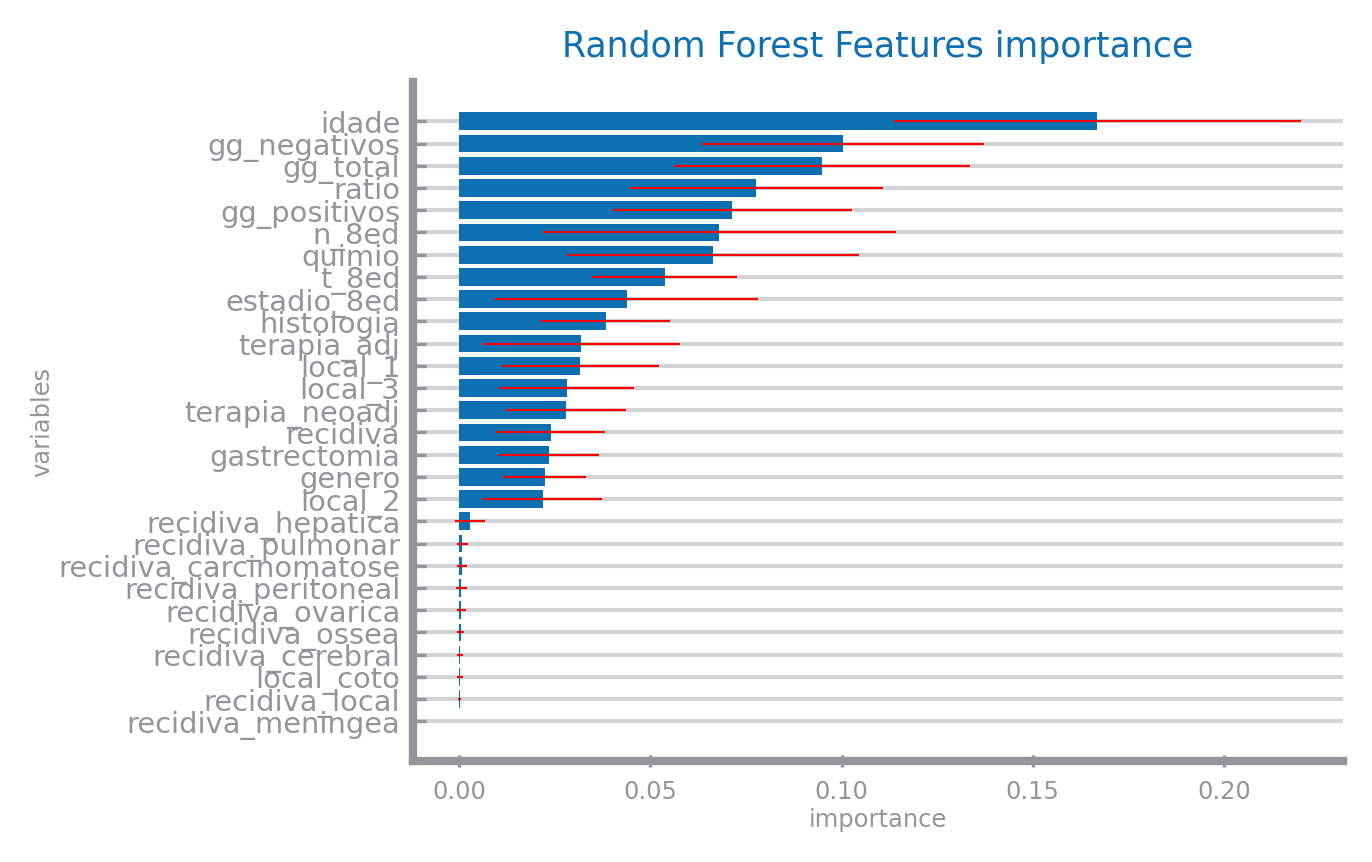 Random Forest Features importance
idade
gg_negativos
gg_total
ratio
gg_positivos
n_8ed
quimio
t_8ed
estadio_8ed
histologia
terapia_adj
local_1
local_3
terapia_neoadj
recidiva
gastrectomia
genero
local_2
recidiva_hepatica
recidiva_pulmonar
recidiva_carcinomatose
recidiva_peritoneal
recidiva_ovarica
recidiva_ossea
recidiva_cerebral
local_coto
recidiva_local
recidiva_meningea
variables
0.00 0.05 0.10 0.15 0.20
importance